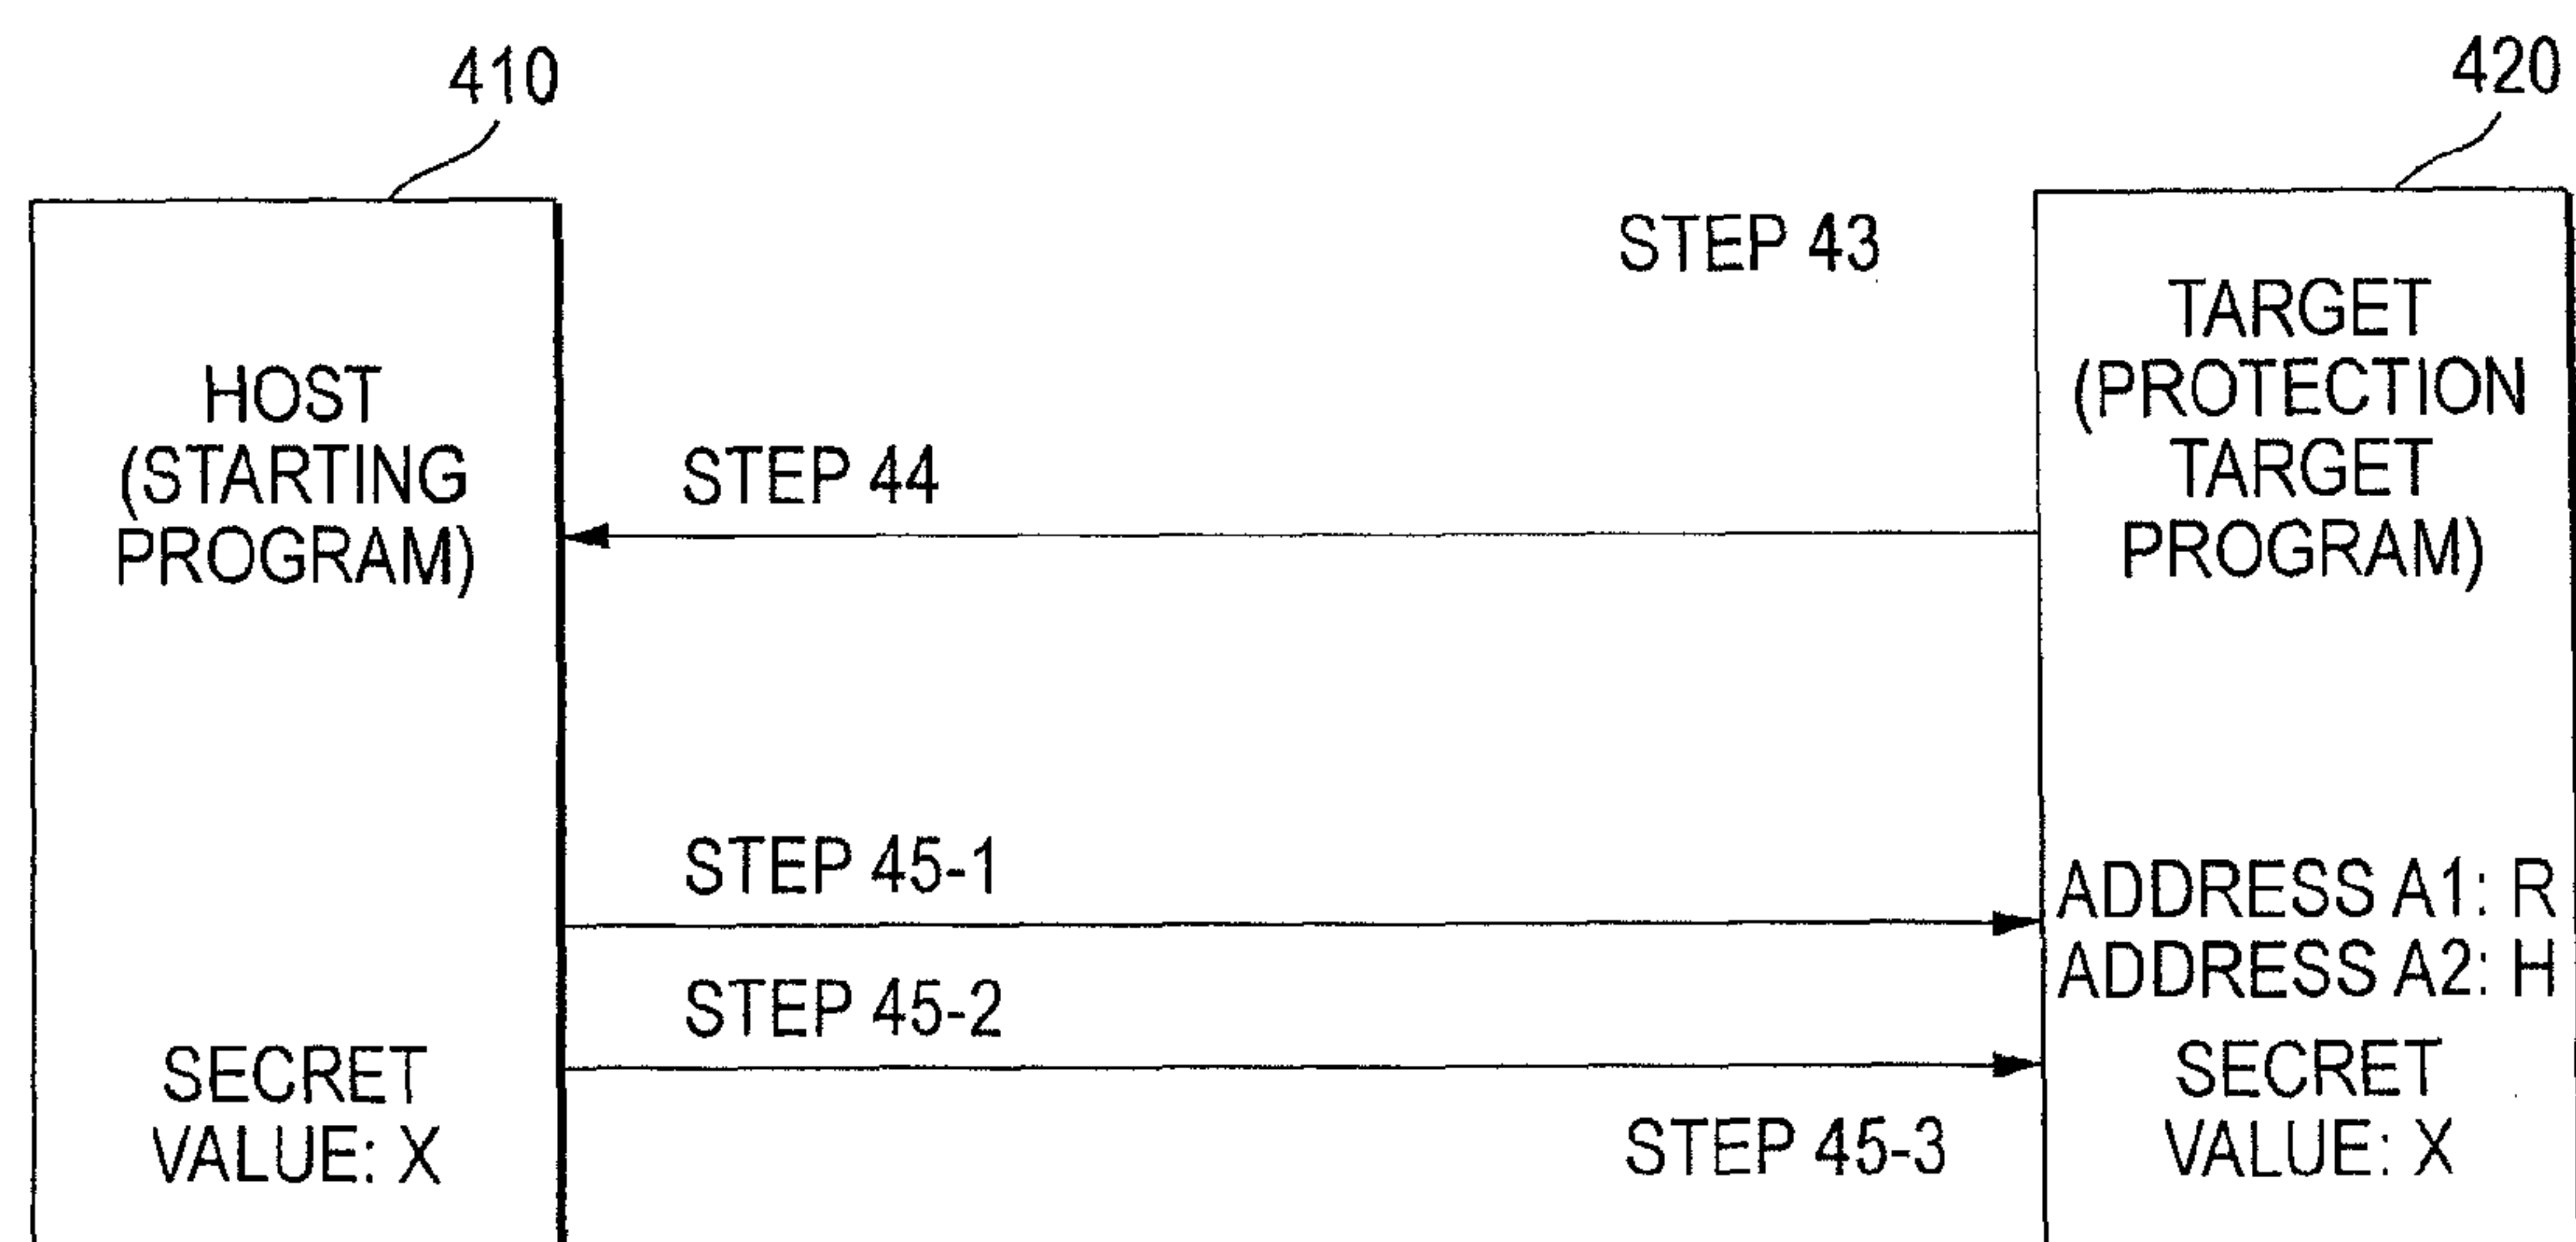 410
420
STEP 43
HOST
(STARTING
PROGRAM)
TARGET
(PROTECTION
TARGET
PROGRAM)
STEP 44
STEP 45-1
ADDRESS A1: R
ADDRESS A2: H
STEP 45-2
SECRET
VALUE: X
SECRET
VALUE: X
STEP 45-3